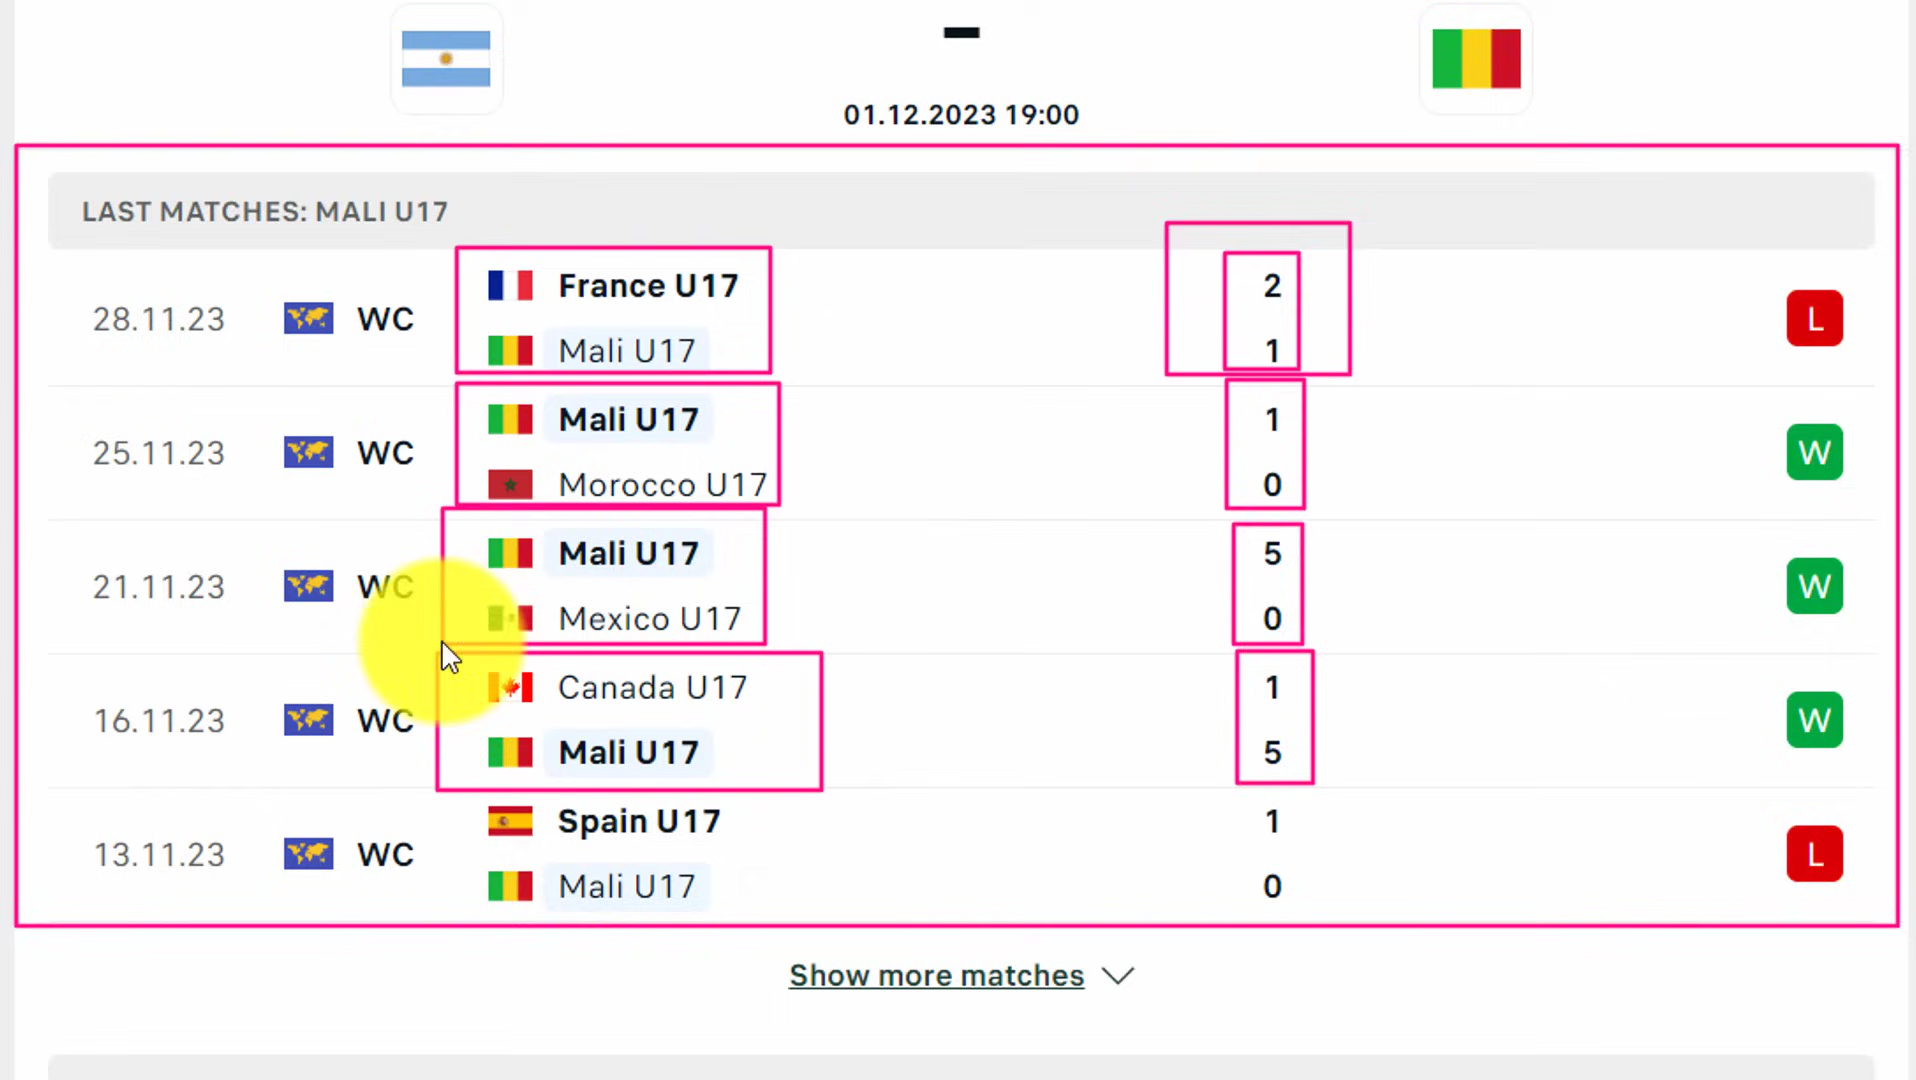 -
01.12.2023 19:00
LAST MATCHES: MALI U17
28.11.23 WC France U17 2 L
Mali U17 1
25.11.23 WC Mali U17 1 W
Morocco U17 0
21.11.23 WC Mali U17 5 W
Mexico U17 0
16.11.23 WC Canada U17 1 W
Mali U17 5
13.11.23 WC Spain U17 1 L
Mali U17 0
Show more matches